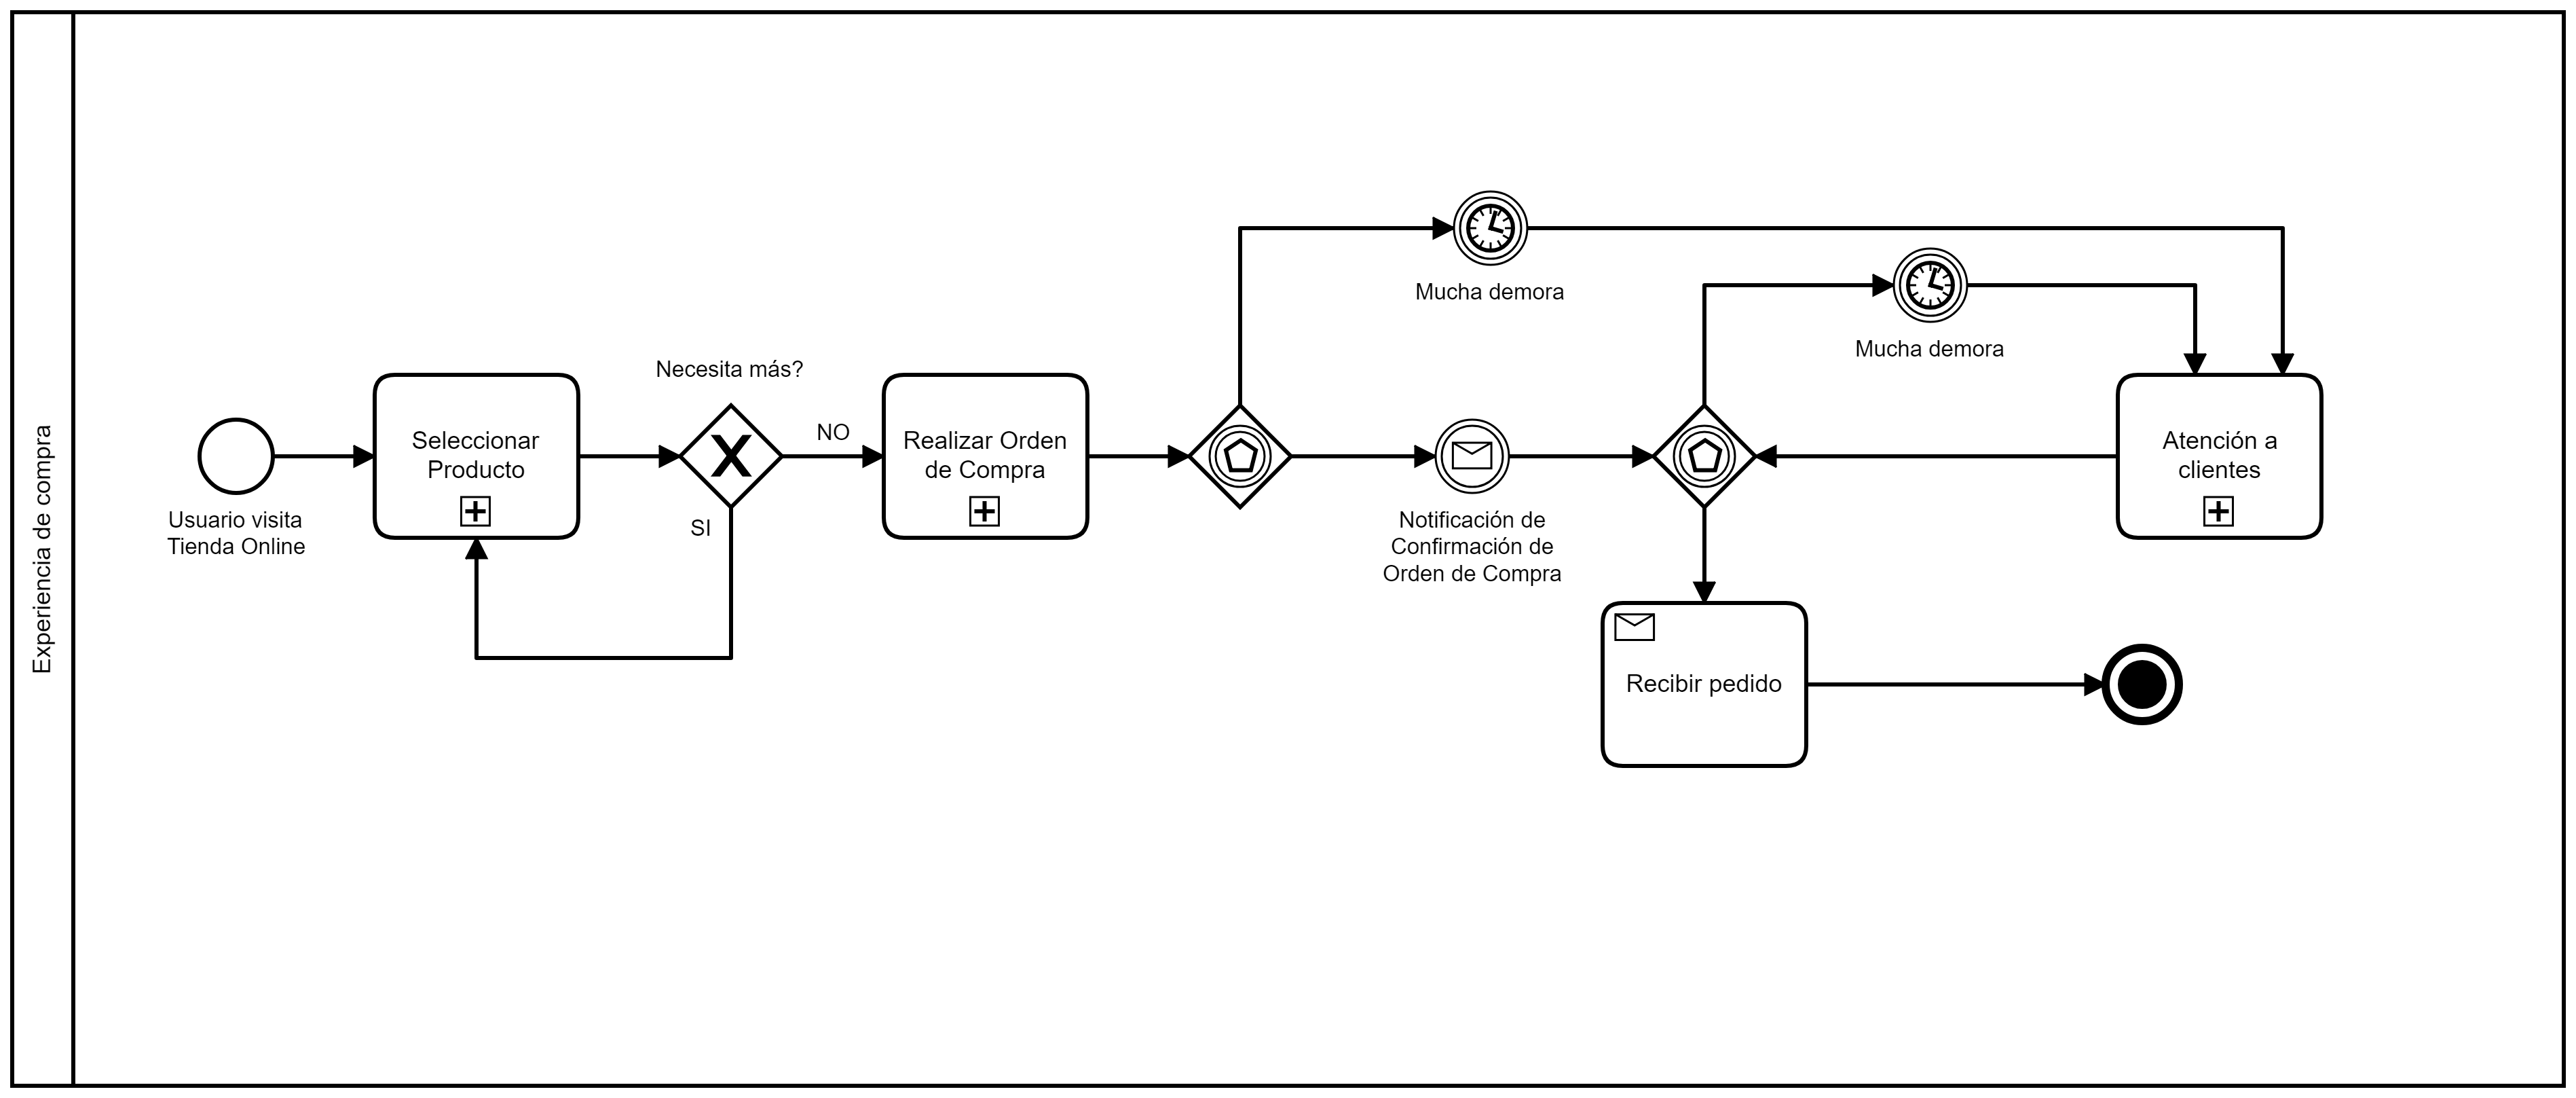 Experiencia de compra
Usuario visita
Tienda Online
Seleccionar
Producto
Necesita más?
NO
SI
Realizar Orden
de Compra
Mucha demora
Notificación de
Confirmación de
Orden de Compra
Mucha demora
Atención a
clientes
Recibir pedido